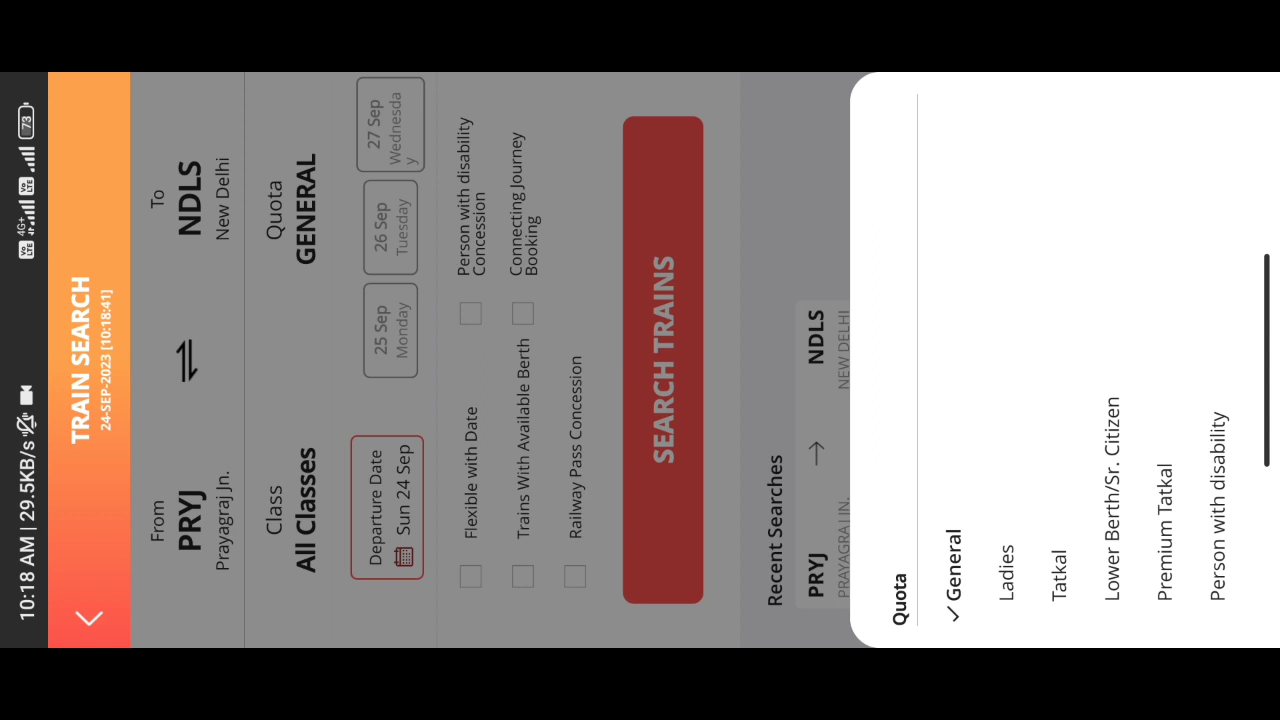 10:18 AM | 29.5KB/s
Vo LTE 4G+ Vo LTE 73
TRAIN SEARCH
24-SEP-2023 [10:18:41]
From
To
PRYJ
NDLS
Prayagraj Jn.
New Delhi
Class
Quota
All Classes
GENERAL
Departure Date
Sun 24 Sep
25 Sep
Monday
26 Sep
Tuesday
27 Sep
Wednesda
y
Flexible with Date
Person with disability
Concession
Trains With Available Berth
Connecting Journey
Booking
Railway Pass Concession
SEARCH TRAINS
Recent Searches
PRYJ
NDLS
PRAYAGRAJ JN.
NEW DELHI
Quota
General
Ladies
Tatkal
Lower Berth/Sr. Citizen
Premium Tatkal
Person with disability